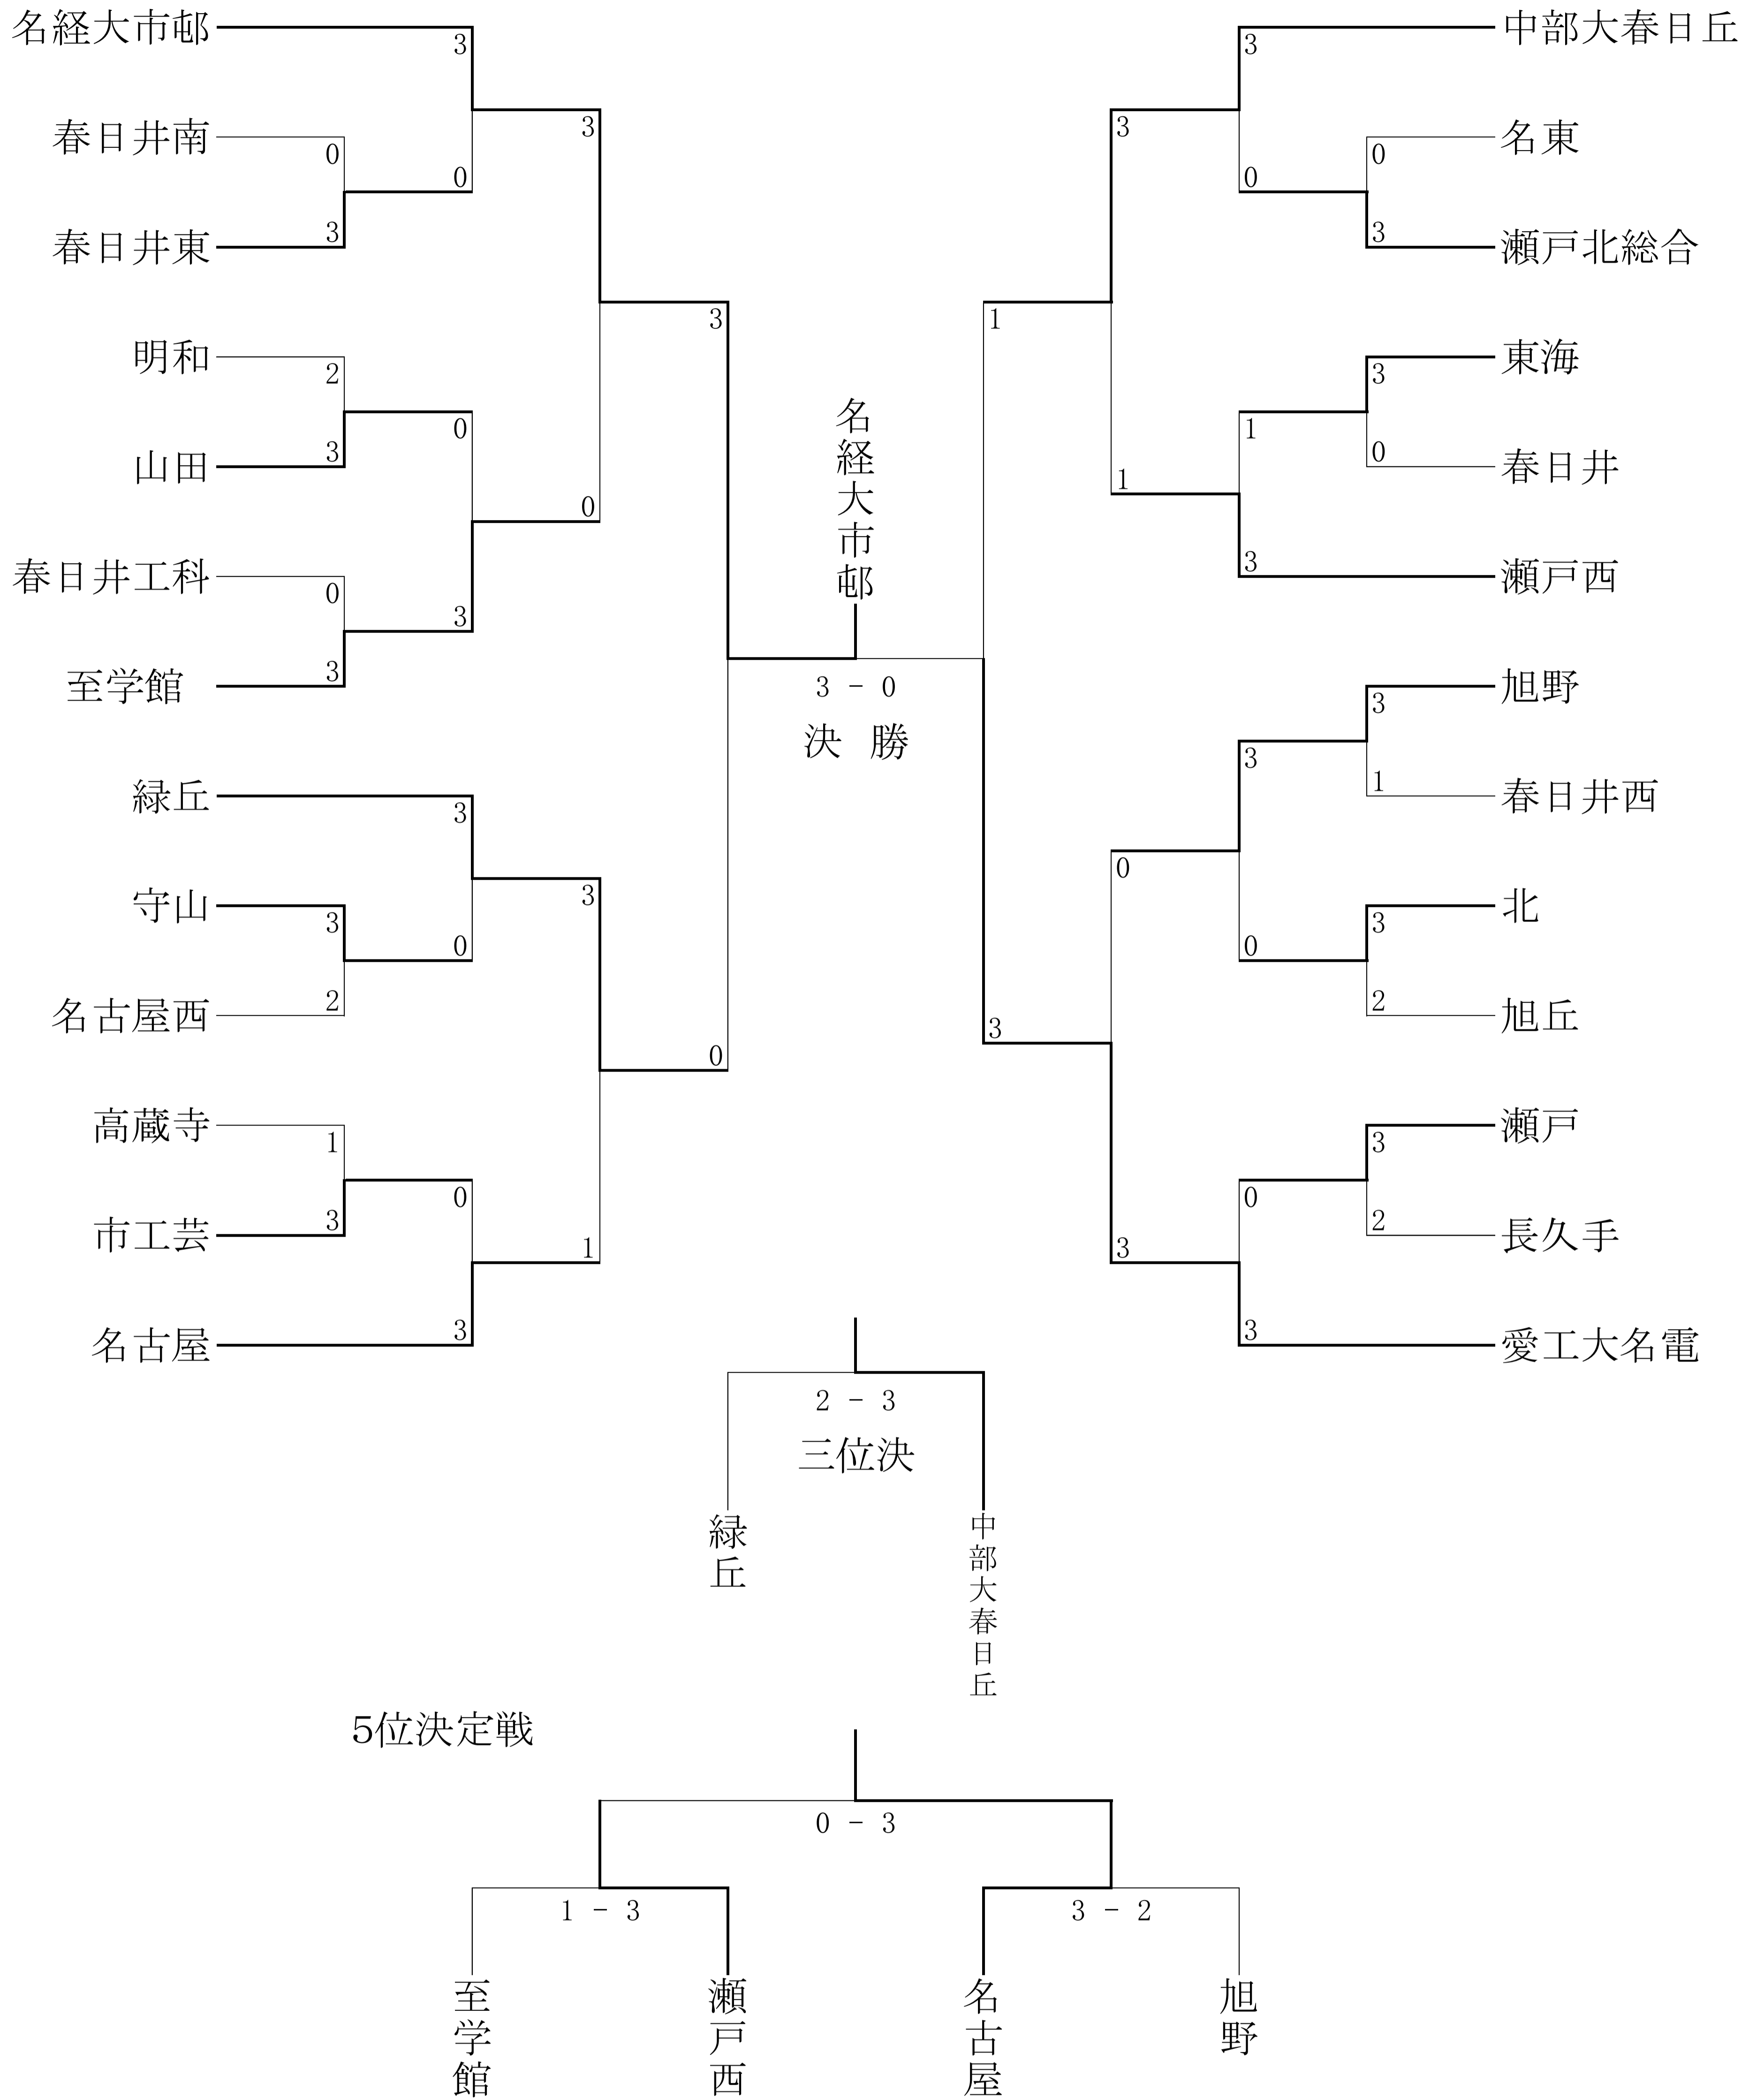 名経大市邨
3
中部大春日丘
3
3
3
春日井南
0
0
名東
0
0
春日井東
3
瀬戸北総合
3
3
1
明和
2
東海
3
山田
3
0
春日井
0
1
0
1
春日井工科
0
3
瀬戸西
3
至学館
3
旭野
3
名経大市邨
3 - 0
決 勝
緑丘
3
3
春日井西
1
3
0
守山
3
0
北
3
0
名古屋西
2
旭丘
2
0
3
高蔵寺
1
瀬戸
3
市工芸
3
0
長久手
2
0
1
3
名古屋
3
愛工大名電
3
2 - 3
三位決
緑丘
中部大春日丘
5位決定戦
0 - 3
1 - 3
3 - 2
至学館
瀬戸西
名古屋
旭野